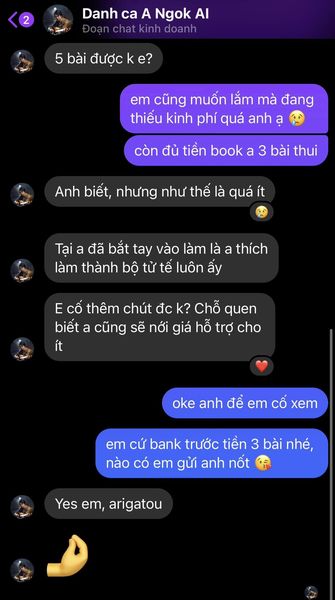 2
Danh ca A Ngok AI
Đoạn chat kinh doanh
5 bài được k e?
em cũng muốn lắm mà đang
thiếu kinh phí quá anh ạ 😢
còn đủ tiền book a 3 bài thui
Anh biết, nhưng như thế là quá ít
😢
Tại a đã bắt tay vào làm là a thích
làm thành bộ tử tế luôn ấy
E cố thêm chút đc k? Chỗ quen
biết a cũng sẽ nới giá hỗ trợ cho
ít
❤️
oke anh để em cố xem
em cứ bank trước tiền 3 bài nhé,
nào có em gửi anh nốt 😘
Yes em, arigatou
🤌